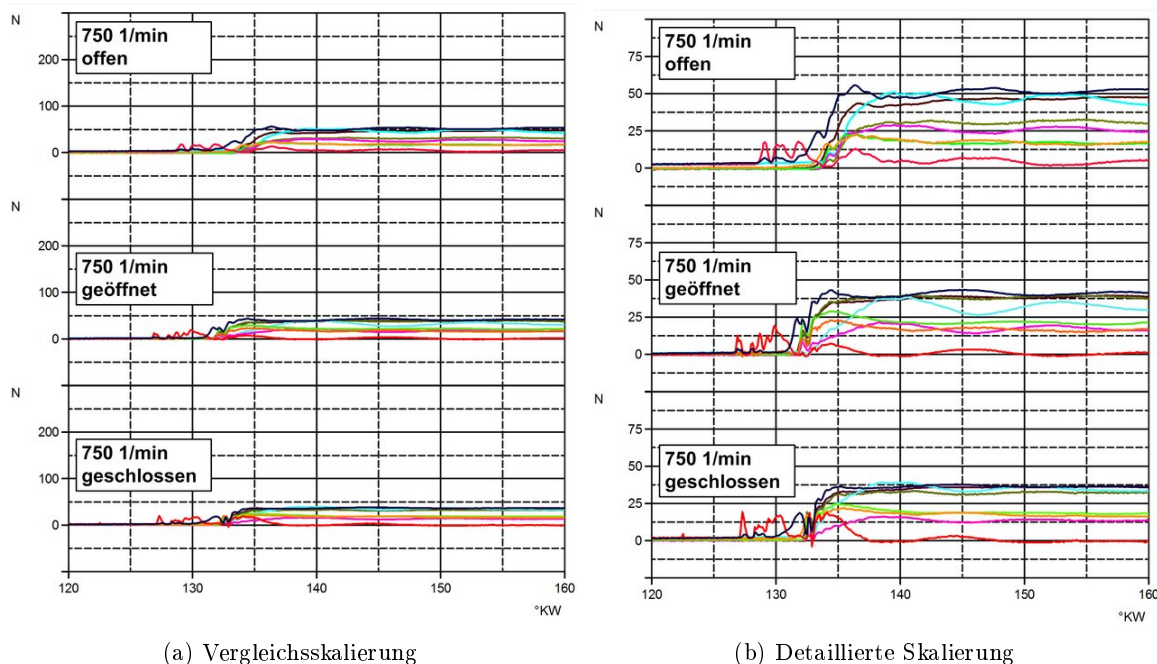 N
750 1/min
offen
200
100
0
N
750 1/min
geöffnet
200
100
0
N
750 1/min
geschlossen
200
100
0
120 130 140 150 160
°KW
(a) Vergleichsskalierung
N
750 1/min
offen
75
50
25
0
N
750 1/min
geöffnet
75
50
25
0
N
750 1/min
geschlossen
75
50
25
0
120 130 140 150 160
°KW
(b) Detaillierte Skalierung